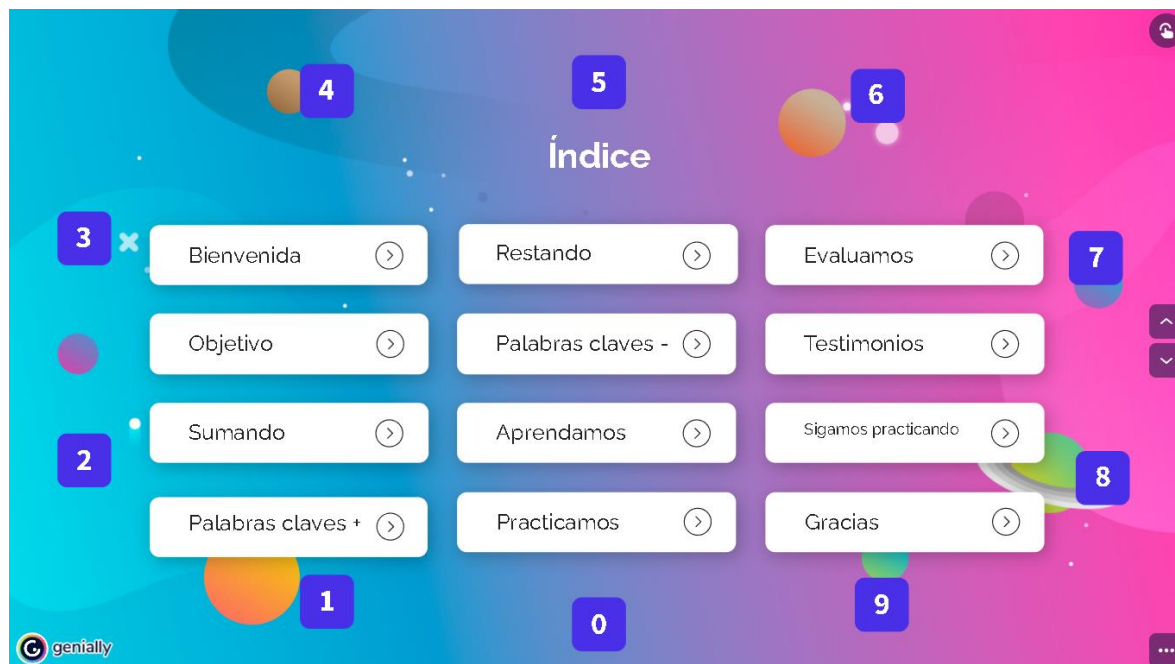 4
5
6
Índice
3
7
Bienvenida
Restando
Evaluamos
Objetivo
Palabras claves -
Testimonios
Sumando
Aprendamos
Sigamos practicando
2
8
Palabras claves +
Practicamos
Gracias
1
0
9
genially